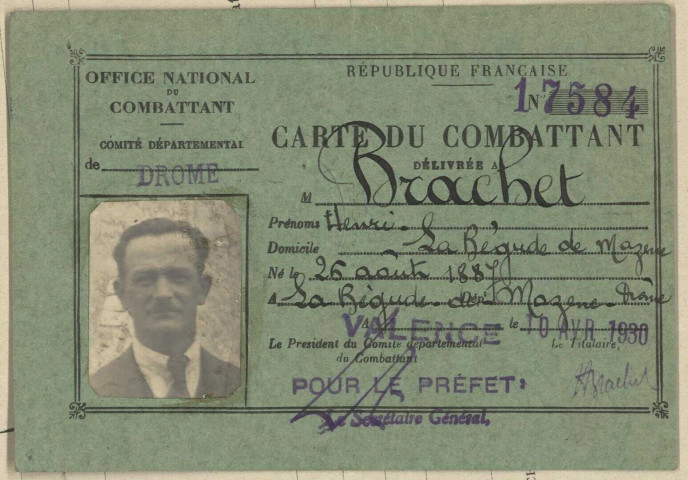 OFFICE NATIONAL
DU
COMBATTANT
COMITÉ DÉPARTEMENTAL
de DROME
RÉPUBLIQUE FRANÇAISE
N° 17584
CARTE DU COMBATTANT
DÉLIVRÉE A
M Brachet
Prénoms Henri
Domicile La Bégude de Mazenc
Né le 26 août 1887
A La Bégude de Mazenc Drôme
A VALENCE le 10 AVR 1930
Le President du Comité départemental
du Combattant
Le Titulaire,
POUR LE PRÉFET:
HBrachet
Le Secrétaire Général,